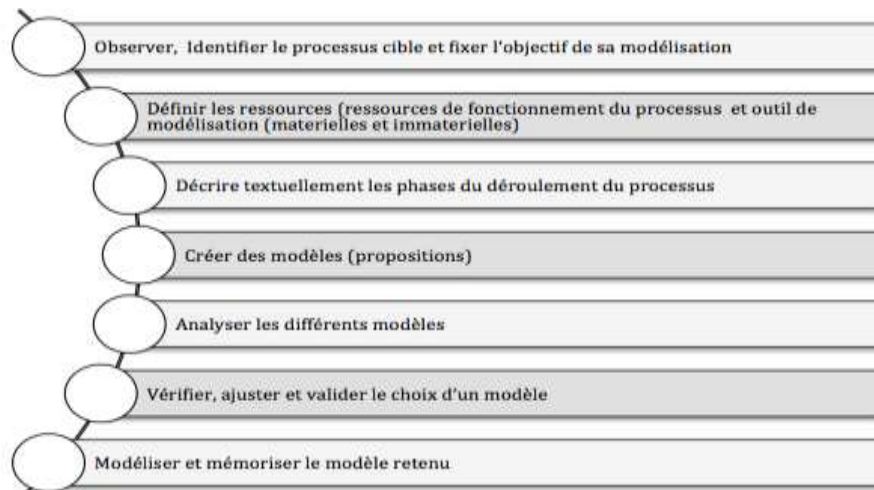 Observer, Identifier le processus cible et fixer l'objectif de sa modélisation
Définir les ressources (ressources de fonctionnement du processus et outil de
modélisation (materielles et immaterielles)
Décrire textuellement les phases du déroulement du processus
Créer des modèles (propositions)
Analyser les différents modèles
Vérifier, ajuster et valider le choix d'un modèle
Modéliser et mémoriser le modèle retenu